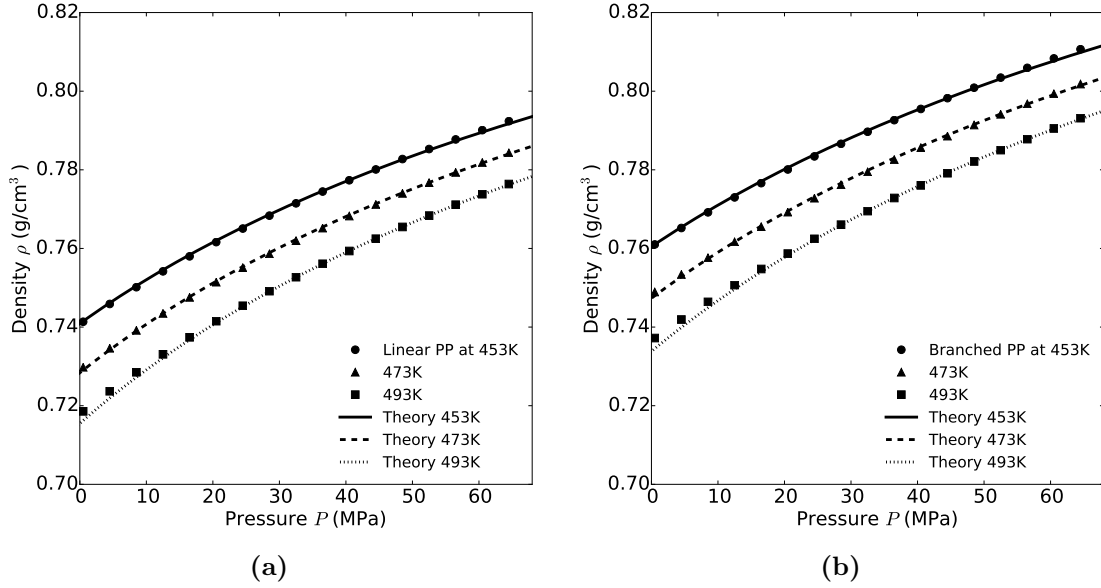 0.82
0.80
0.78
0.76
0.74
0.72
0.70
Density ρ (g/cm³)
0 10 20 30 40 50 60
Pressure P (MPa)
Linear PP at 453K
473K
493K
Theory 453K
Theory 473K
Theory 493K
(a)
0.82
0.80
0.78
0.76
0.74
0.72
0.70
Density ρ (g/cm³)
0 10 20 30 40 50 60
Pressure P (MPa)
Branched PP at 453K
473K
493K
Theory 453K
Theory 473K
Theory 493K
(b)